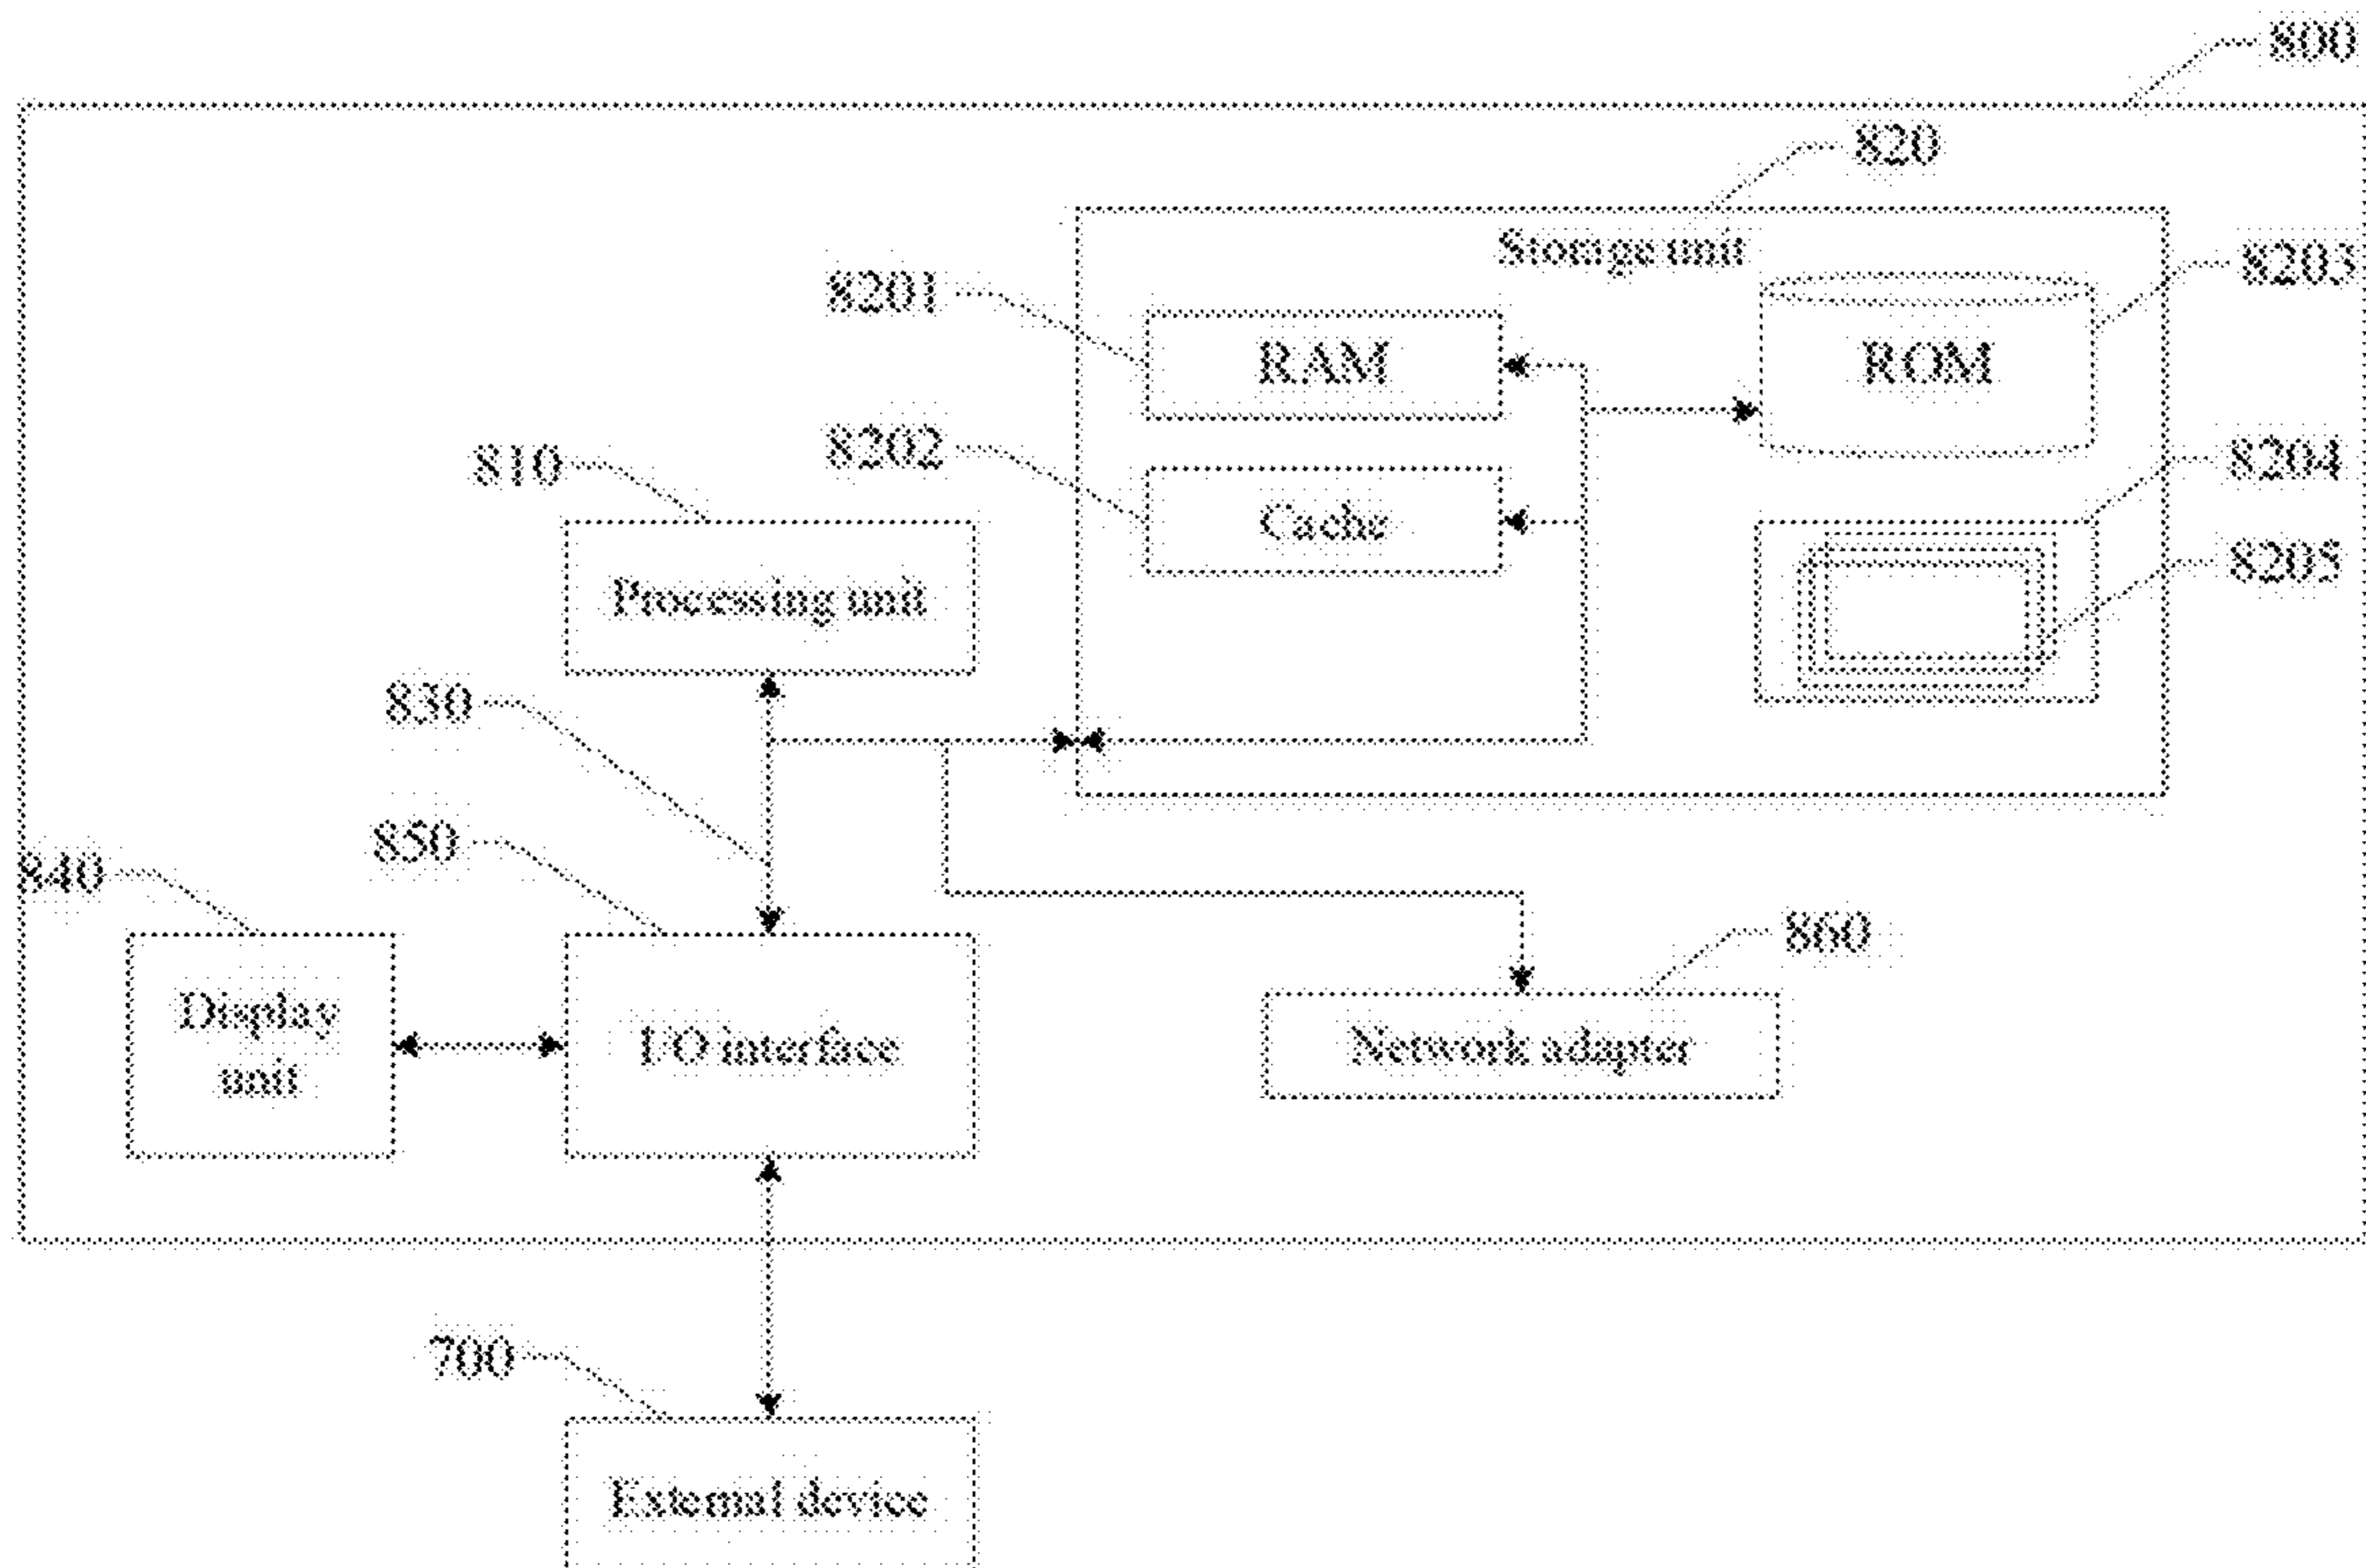 800
820
Storage unit
8201
8203
RAM
ROM
8202
8204
810
Cache
8205
Processing unit
830
850
840
860
Display
unit
I/O interface
Network adapter
700
External device